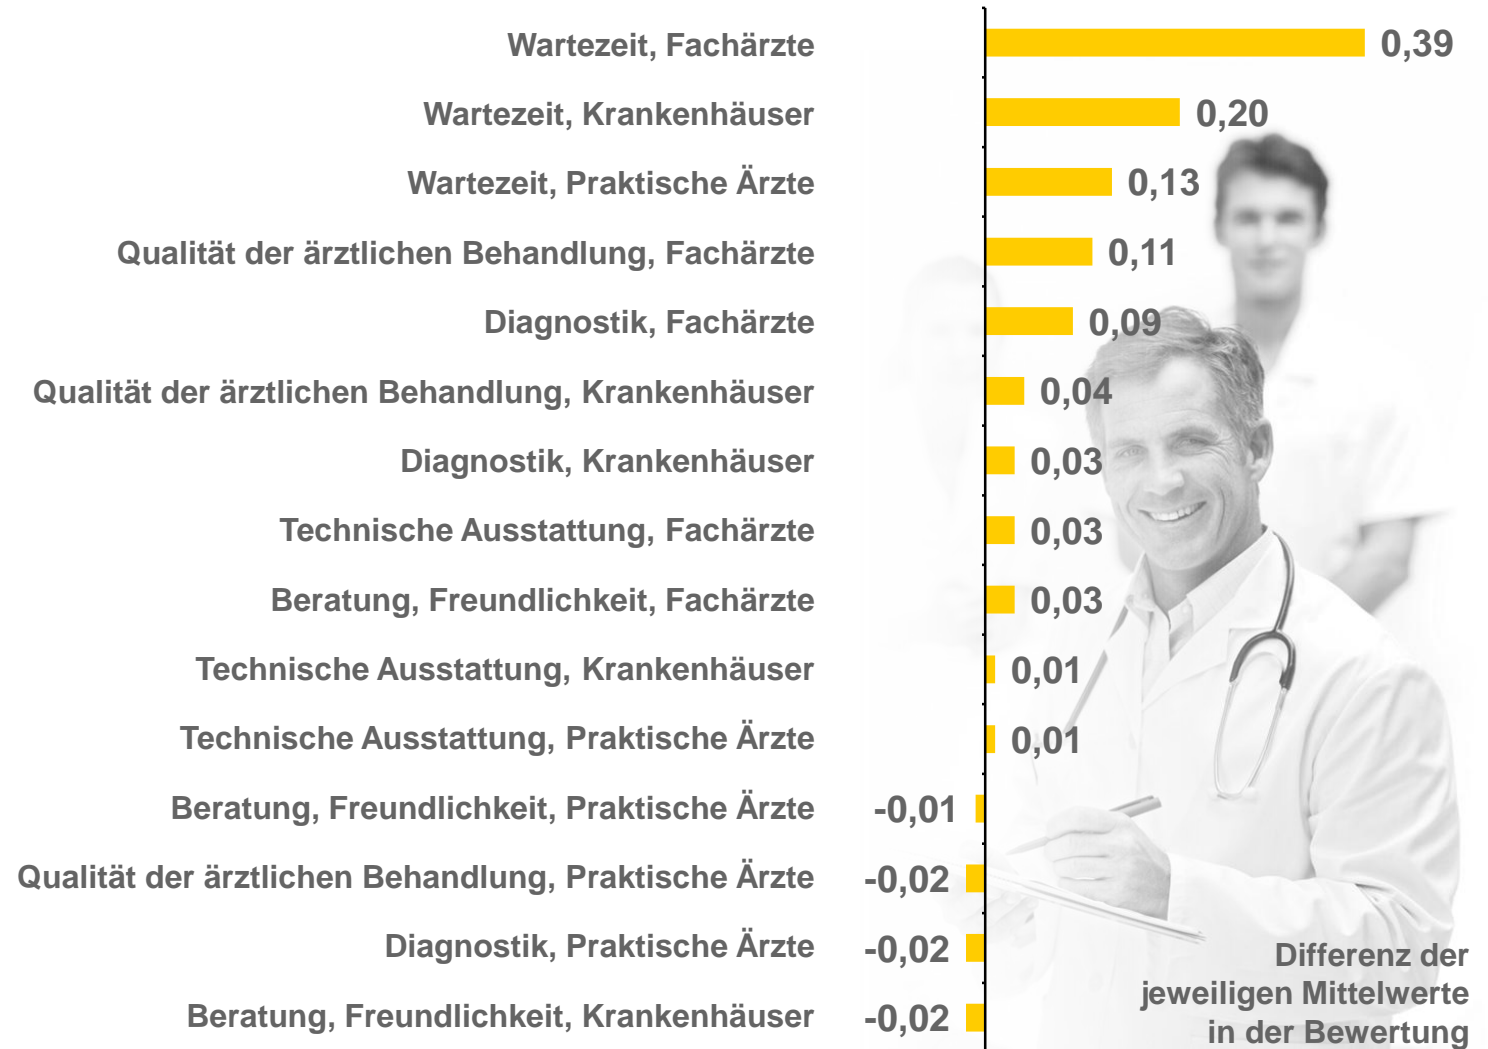 Wartezeit, Fachärzte 0,39
Wartezeit, Krankenhäuser 0,20
Wartezeit, Praktische Ärzte 0,13
Qualität der ärztlichen Behandlung, Fachärzte 0,11
Diagnostik, Fachärzte 0,09
Qualität der ärztlichen Behandlung, Krankenhäuser 0,04
Diagnostik, Krankenhäuser 0,03
Technische Ausstattung, Fachärzte 0,03
Beratung, Freundlichkeit, Fachärzte 0,03
Technische Ausstattung, Krankenhäuser 0,01
Technische Ausstattung, Praktische Ärzte 0,01
Beratung, Freundlichkeit, Praktische Ärzte -0,01
Qualität der ärztlichen Behandlung, Praktische Ärzte -0,02
Diagnostik, Praktische Ärzte -0,02
Beratung, Freundlichkeit, Krankenhäuser -0,02
Differenz der
jeweiligen Mittelwerte
in der Bewertung